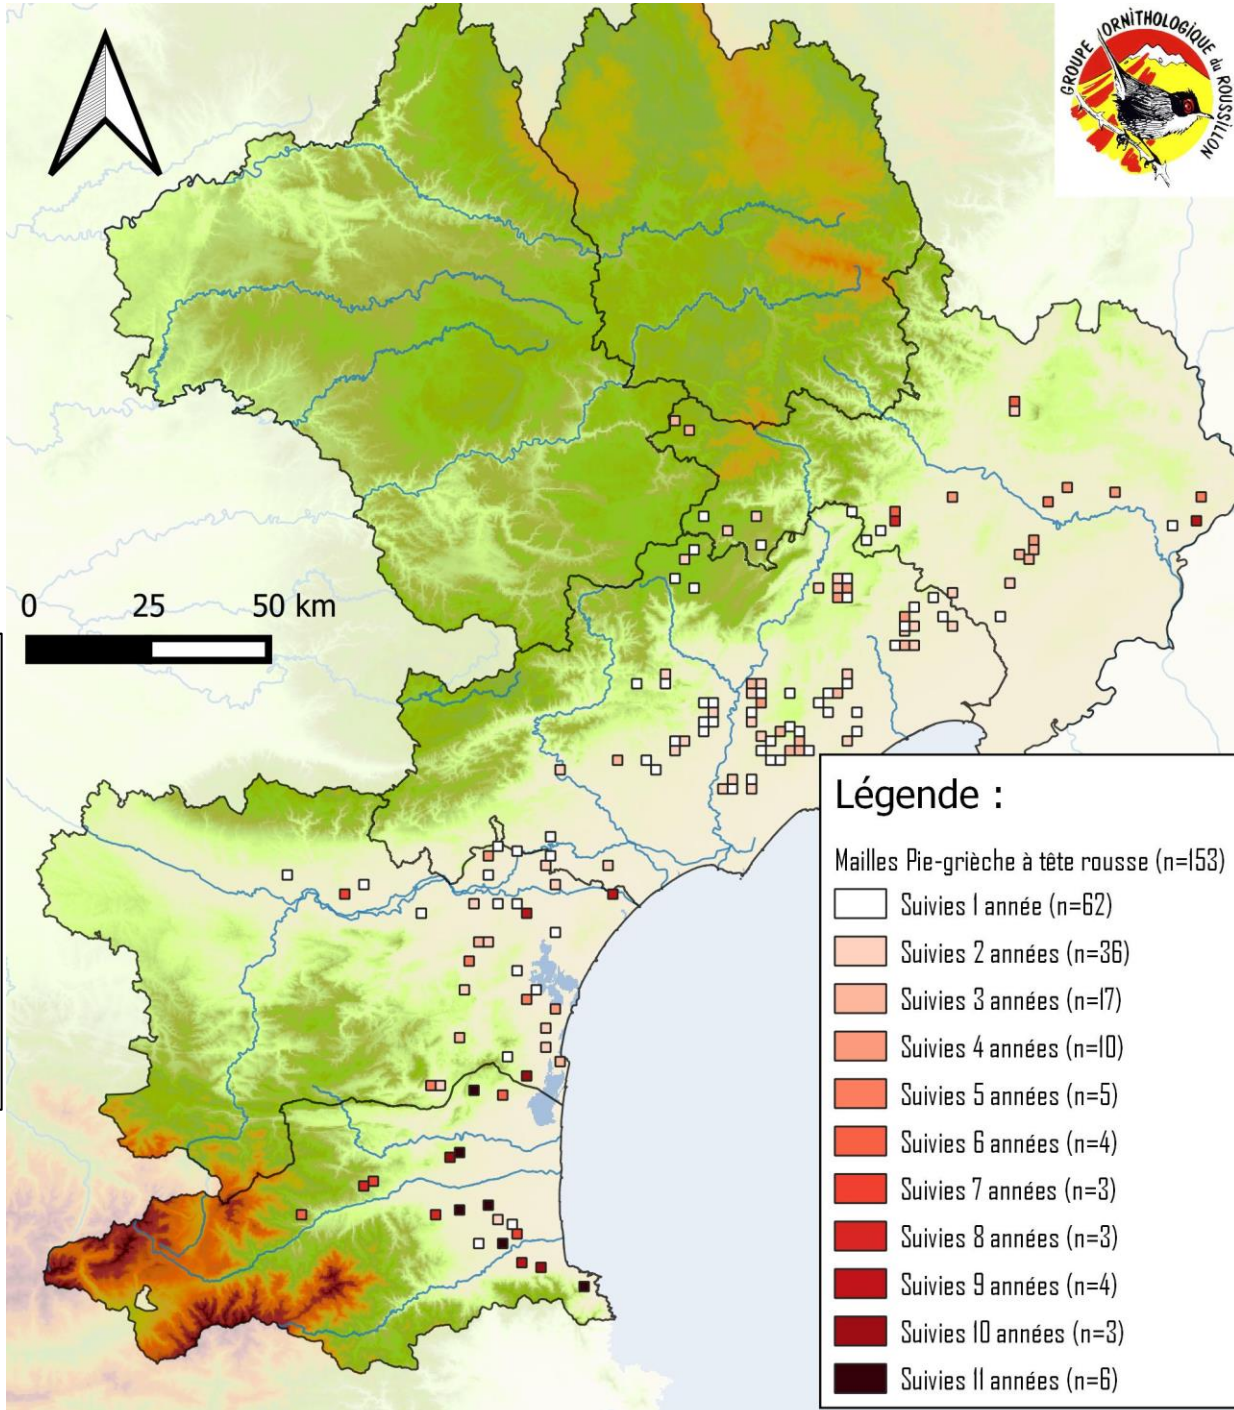 GROUPE ORNITHOLOGIQUE du ROUSSILLON
0 25 50 km
Légende :
Mailles Pie-grièche à tête rousse (n=153)
Suivies 1 année (n=62)
Suivies 2 années (n=36)
Suivies 3 années (n=17)
Suivies 4 années (n=10)
Suivies 5 années (n=5)
Suivies 6 années (n=4)
Suivies 7 années (n=3)
Suivies 8 années (n=3)
Suivies 9 années (n=4)
Suivies 10 années (n=3)
Suivies 11 années (n=6)